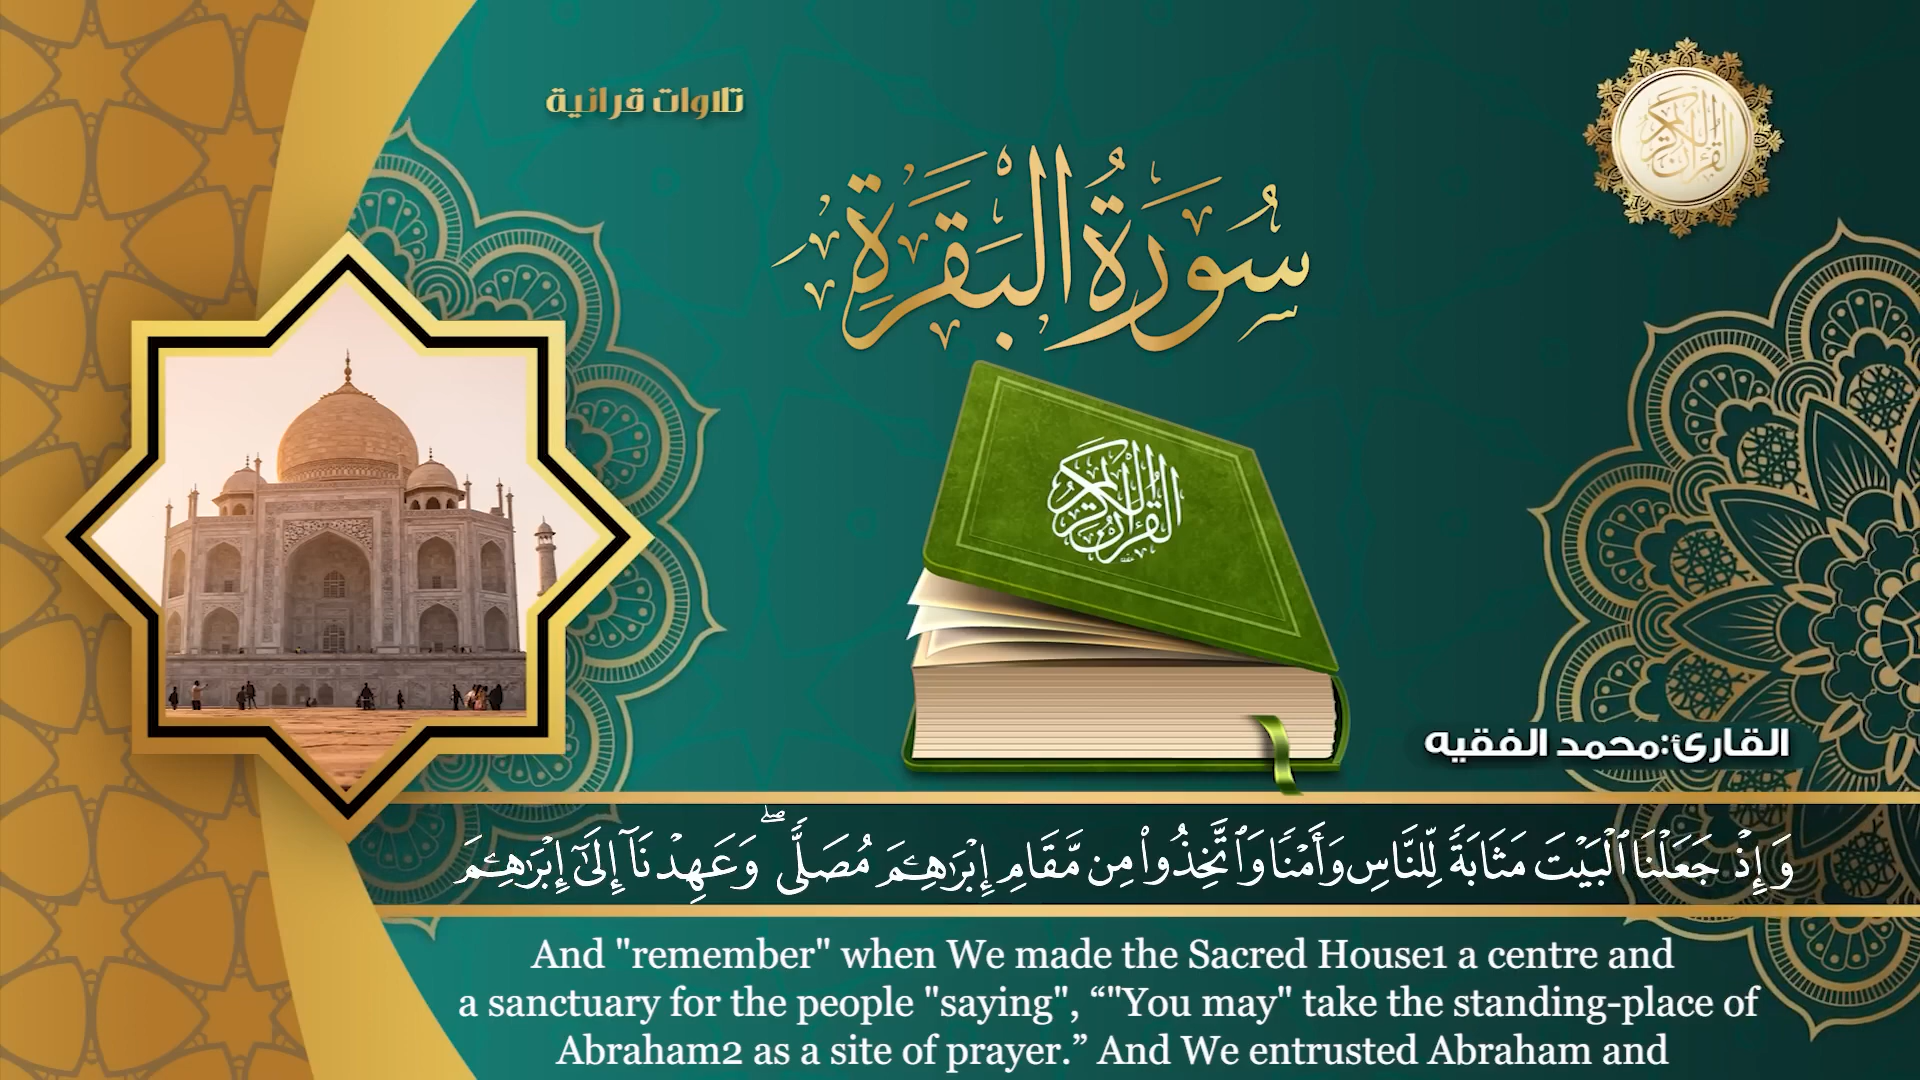 تلاوات قرانية
القرآن الكريم
سُورَةُ البَقَرَةِ
القرآن الكريم
القارئ:محمد الفقيه
وَإِذْ جَعَلْنَا ٱلْبَيْتَ مَثَابَةً لِّلنَّاسِ وَأَمْنًا وَٱتَّخِذُوا۟ مِن مَّقَامِ إِبْرَٰهِـۧمَ مُصَلًّى ۖ وَعَهِدْنَآ إِلَىٰٓ إِبْرَٰهِـۧمَ
And "remember" when We made the Sacred House1 a centre and
a sanctuary for the people "saying", “"You may" take the standing-place of
Abraham2 as a site of prayer.” And We entrusted Abraham and